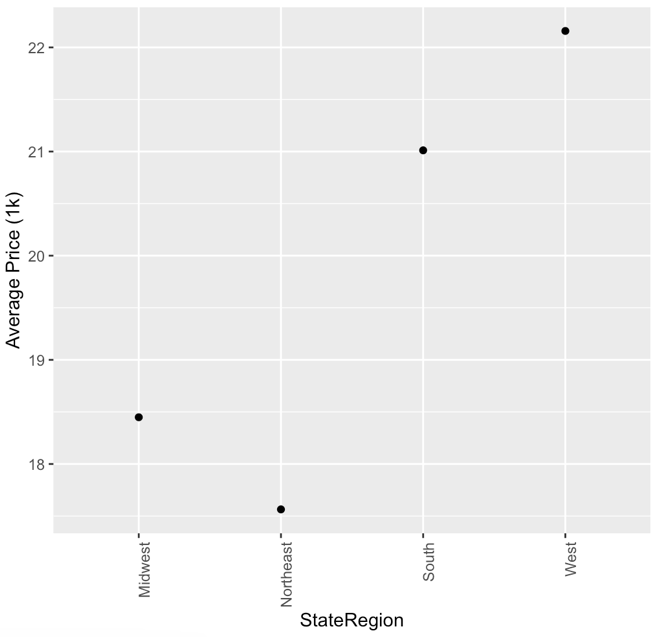 22
21
20
19
18
Average Price (1k)
Midwest
Northeast
South
West
StateRegion